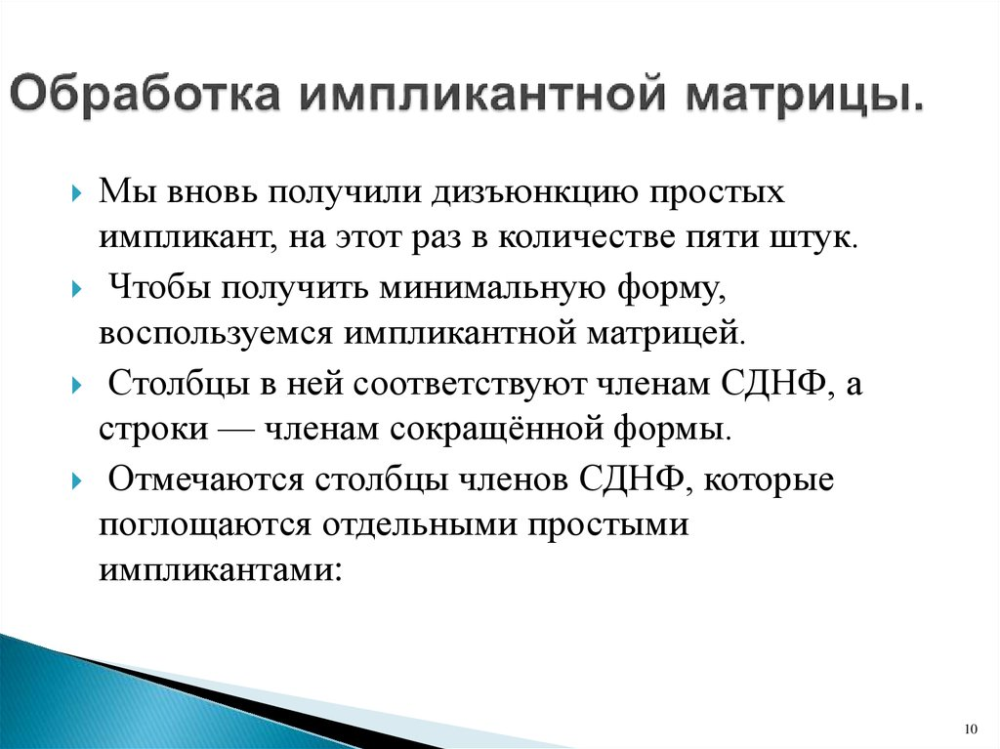 Обработка импликантной матрицы.
Мы вновь получили дизъюнкцию простых
импликант, на этот раз в количестве пяти штук.
Чтобы получить минимальную форму,
воспользуемся импликантной матрицей.
Столбцы в ней соответствуют членам СДНФ, а
строки — членам сокращённой формы.
Отмечаются столбцы членов СДНФ, которые
поглощаются отдельными простыми
импликантами:
10